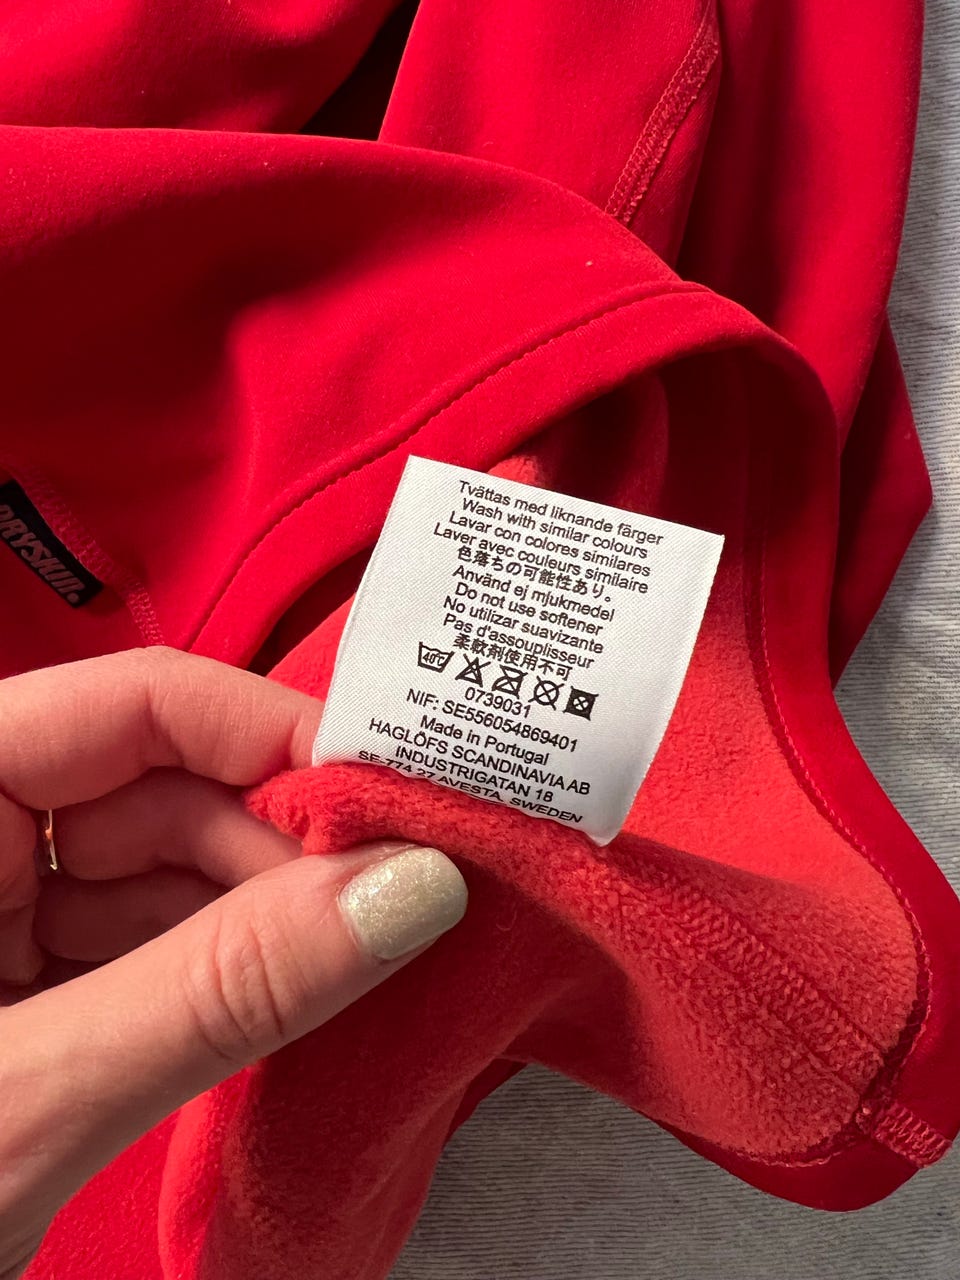 Tvättas med liknande färger
Wash with similar colours
Lavar con colores similares
Laver avec couleurs similaire
色落ちの可能性あり。
Använd ej mjukmedel
Do not use softener
No utilizar suavizante
Pas d'assouplisseur
柔軟剤使用不可
40°C
0739031
NIF: SE556054869401
Made in Portugal
HAGLÖFS SCANDINAVIA AB
INDUSTRIGATAN 18
SE-774 27 AVESTA, SWEDEN
DRYSKIN.